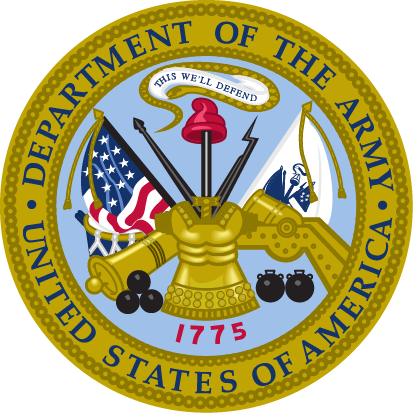 DEPARTMENT OF THE ARMY
THIS WE'LL DEFEND
1775
UNITED STATES OF AMERICA